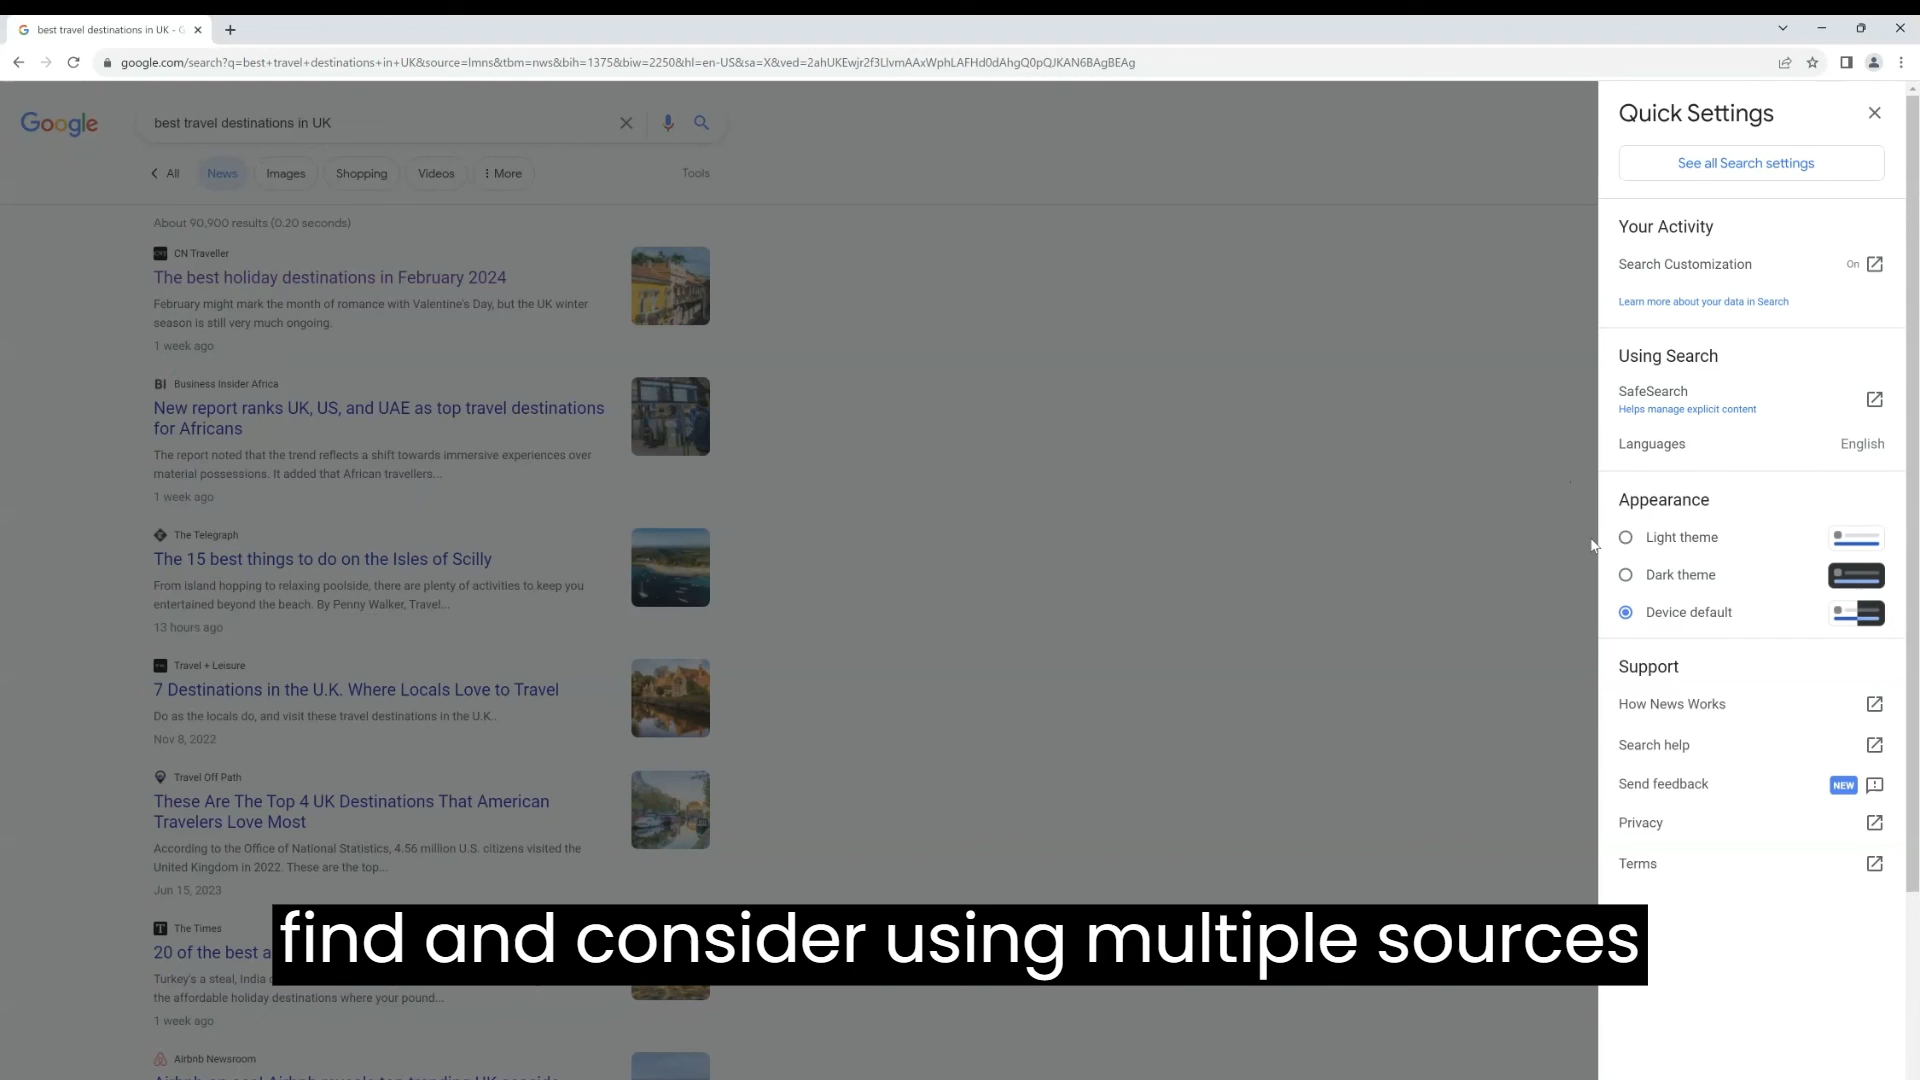 best travel destinations in UK - G
google.com/search?q=best+travel+destinations+in+UK&source=lmns&tbm=nws&bih=1375&biw=2250&hl=en-US&sa=X&ved=2ahUKEwjr2f3LlvmAAxWphLAFHd0dAhgQ0pQJKAN6BAgBEAg
Google
best travel destinations in UK
All
News
Images
Shopping
Videos
More
Tools
About 90,900 results (0.20 seconds)
CN Traveller
The best holiday destinations in February 2024
February might mark the month of romance with Valentine's Day, but the UK winter
season is still very much ongoing.
1 week ago
BI Business Insider Africa
New report ranks UK, US, and UAE as top travel destinations
for Africans
The report noted that the trend reflects a shift towards immersive experiences over
material possessions. It added that African travellers...
1 week ago
The Telegraph
The 15 best things to do on the Isles of Scilly
From island hopping to relaxing poolside, there are plenty of activities to keep you
entertained beyond the beach. By Penny Walker, Travel...
13 hours ago
Travel + Leisure
7 Destinations in the U.K. Where Locals Love to Travel
Do as the locals do, and visit these travel destinations in the U.K..
Nov 8, 2022
Travel Off Path
These Are The Top 4 UK Destinations That American
Travelers Love Most
According to the Office of National Statistics, 4.56 million U.S. citizens visited the
United Kingdom in 2022. These are the top...
Jun 15, 2023
T The Times
20 of the best a
Turkey's a steal, India
the affordable holiday destinations where your pound...
1 week ago
Airbnb Newsroom
Quick Settings
See all Search settings
Your Activity
Search Customization On
Learn more about your data in Search
Using Search
SafeSearch
Helps manage explicit content
Languages English
Appearance
Light theme
Dark theme
Device default
Support
How News Works
Search help
Send feedback NEW
Privacy
Terms
find and consider using multiple sources